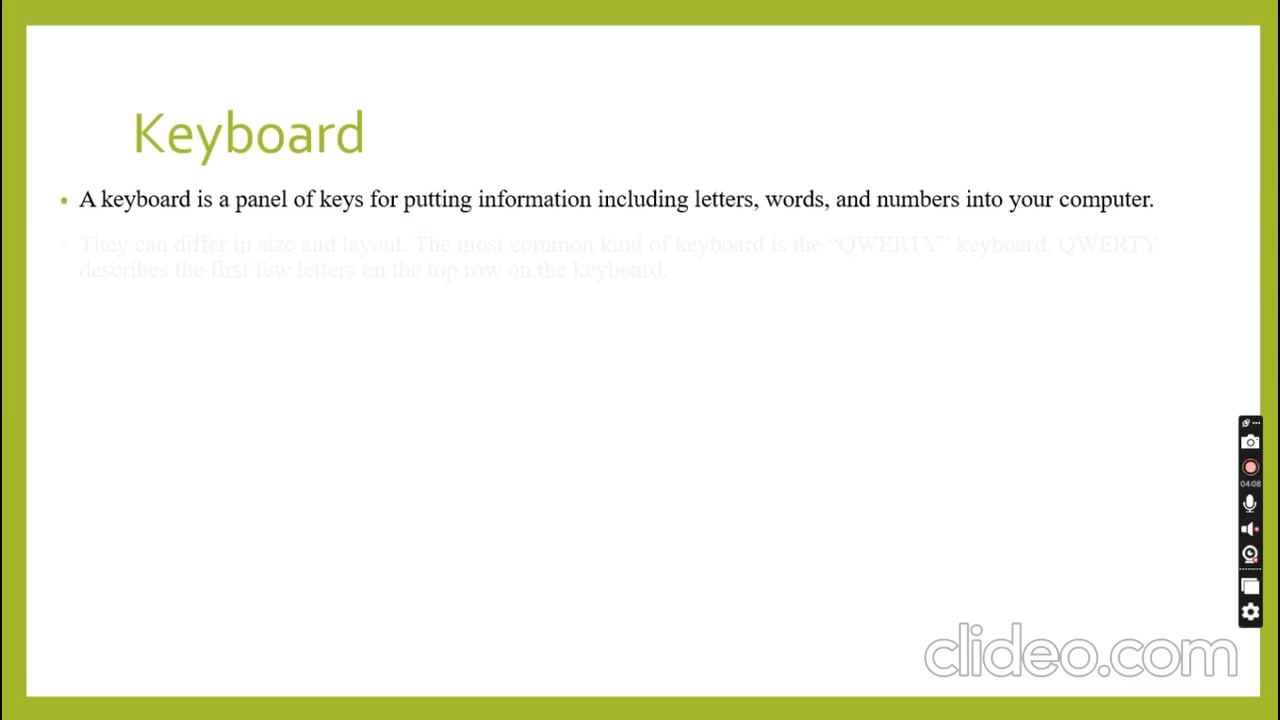 Keyboard
• A keyboard is a panel of keys for putting information including letters, words, and numbers into your computer.
• They can differ in size and layout. The most common kind of keyboard is the “QWERTY” keyboard. QWERTY
describes the first few letters on the top row on the keyboard.
04:08
clideo.com